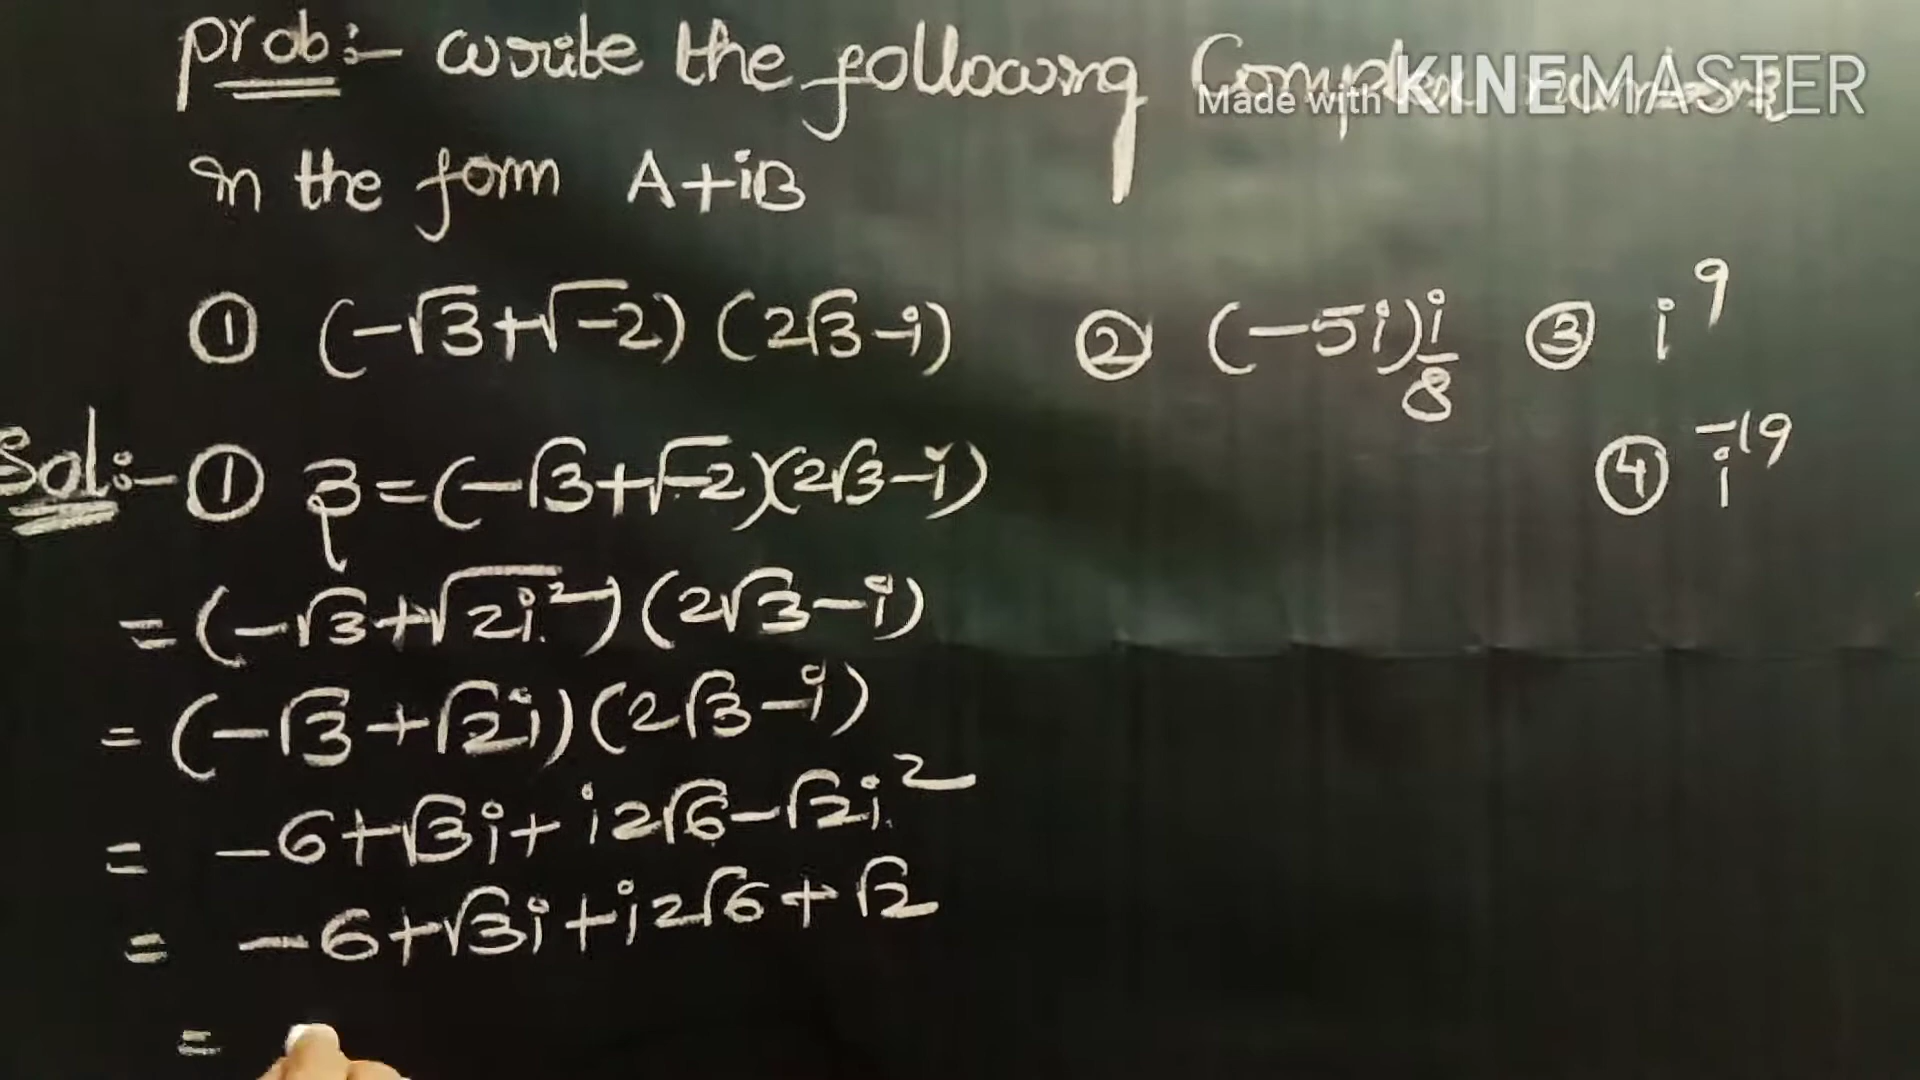 prob:- write the following Complex numbers
Made with KINEMASTER
in the form A+iB
① (-√3+√-2) (2√3-i) ② (-5i) i/8 ③ i⁹
④ i⁻¹⁹
Sol:- ① z=(-√3+√-2)(2√3-i)
= (-√3+√2i²) (2√3-i)
= (-√3+√2i) (2√3-i)
= -6+√3i+i2√6-√2i²
= -6+√3i+i2√6+√2
=